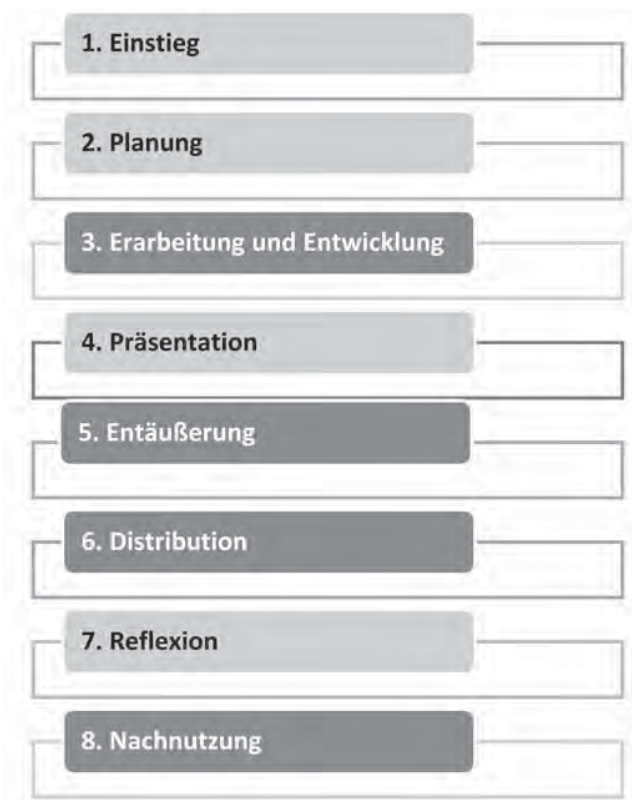 1. Einstieg
2. Planung
3. Erarbeitung und Entwicklung
4. Präsentation
5. Entäußerung
6. Distribution
7. Reflexion
8. Nachnutzung